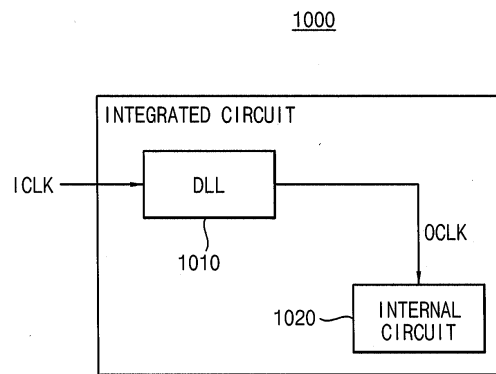 1000
INTEGRATED CIRCUIT
ICLK
DLL
1010
OCLK
1020
INTERNAL
CIRCUIT